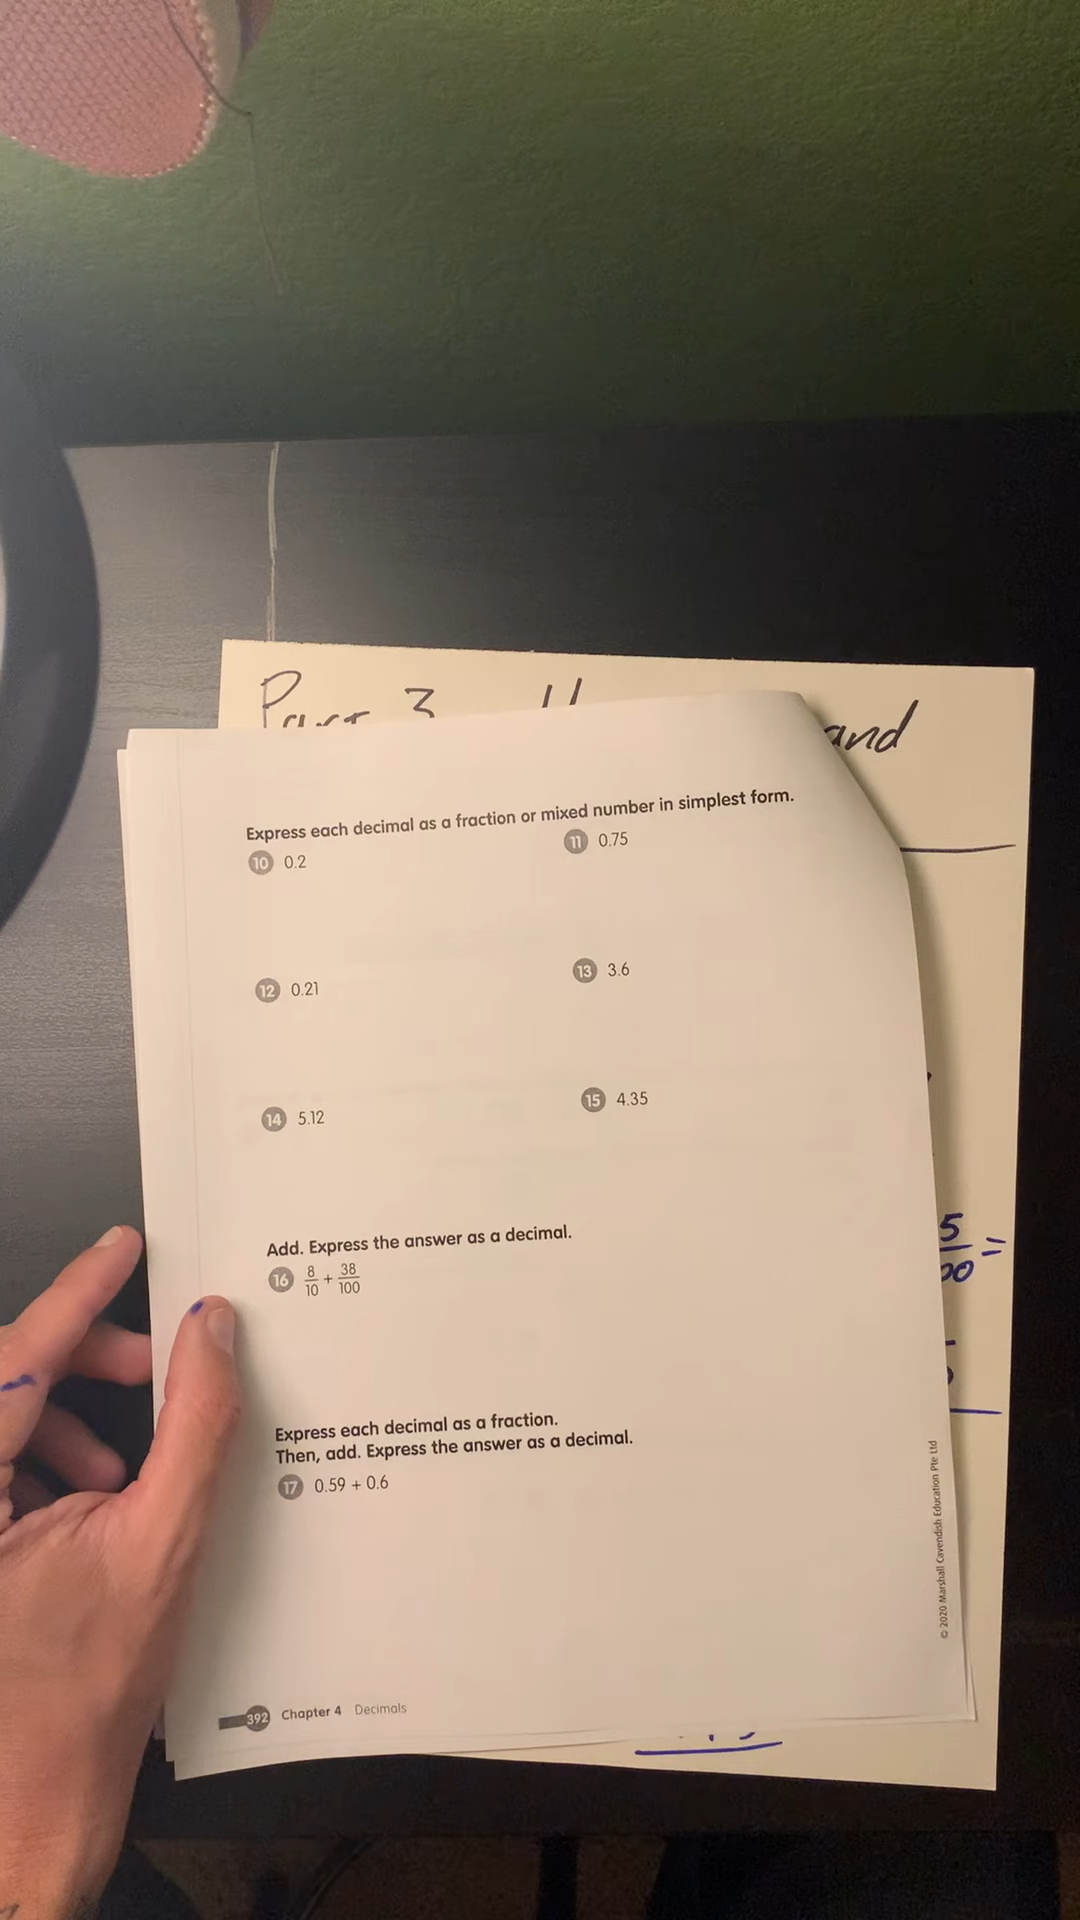 Part 3
and
Express each decimal as a fraction or mixed number in simplest form.
10 0.2
11 0.75
12 0.21
13 3.6
14 5.12
15 4.35
Add. Express the answer as a decimal.
16 8/10 + 38/100
Express each decimal as a fraction.
Then, add. Express the answer as a decimal.
17 0.59 + 0.6
392 Chapter 4 Decimals
© 2020 Marshall Cavendish Education Pte Ltd